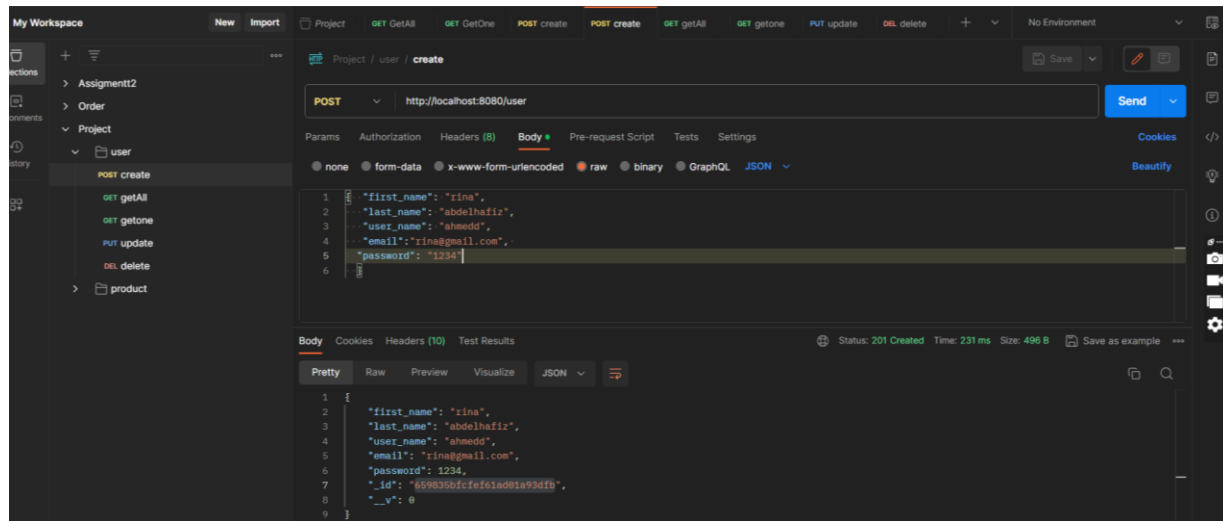 My Workspace New Import Project GET GetAll GET GetOne POST create POST create GET getAll GET getone PUT update DEL delete No Environment
ections Project / user / create Save
Assigmentt2
Order POST http://localhost:8080/user Send
onments
Project Params Authorization Headers (8) Body Pre-request Script Tests Settings Cookies
istory user none form-data x-www-form-urlencoded raw binary GraphQL JSON Beautify
POST create
GET getAll 1 { "first_name": "rina",
2 "last_name": "abdelhafiz",
GET getone 3 "user_name": "ahmedd",
PUT update 4 "email":"rina@gmail.com",
DEL delete 5 "password": "1234"
6 }
product
Body Cookies Headers (10) Test Results Status: 201 Created Time: 231 ms Size: 496 B Save as example
Pretty Raw Preview Visualize JSON
1 {
2 "first_name": "rina",
3 "last_name": "abdelhafiz",
4 "user_name": "ahmedd",
5 "email": "rina@gmail.com",
6 "password": 1234,
7 "_id": "659835bfcfef61ad01a93dfb",
8 "__v": 0
9 }